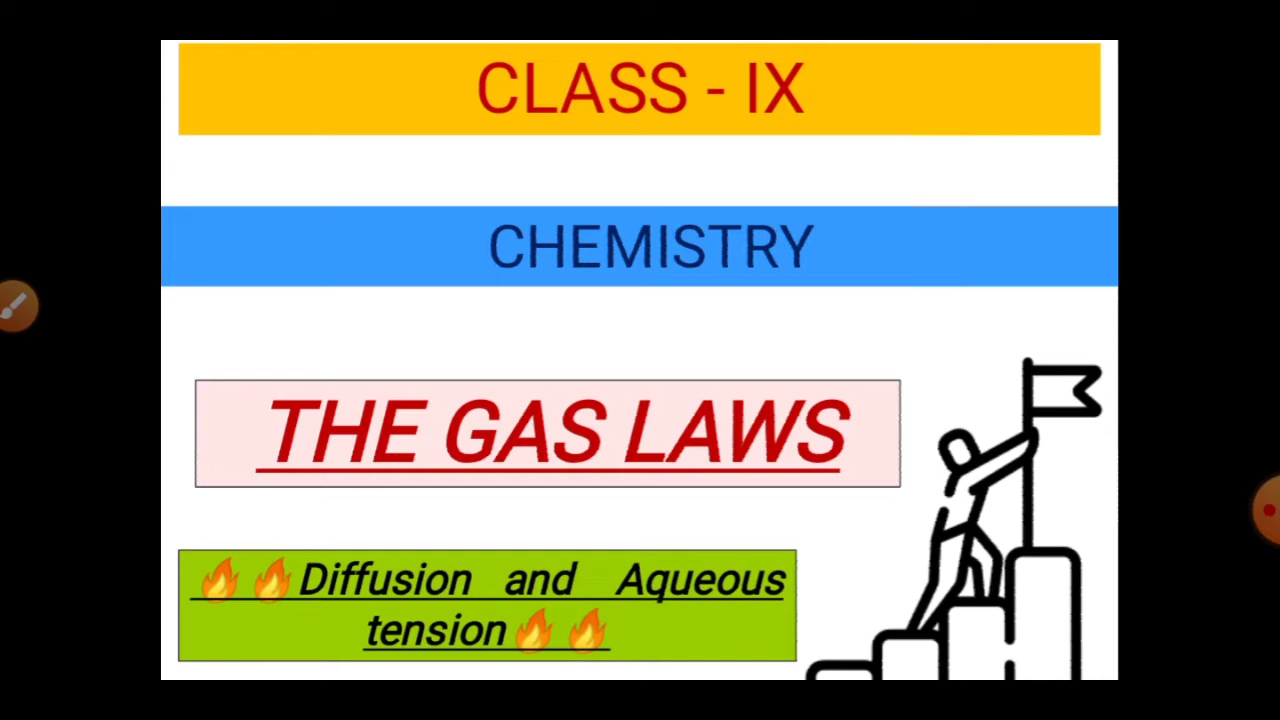 CLASS - IX
CHEMISTRY
THE GAS LAWS
🔥🔥Diffusion and Aqueous
tension🔥🔥